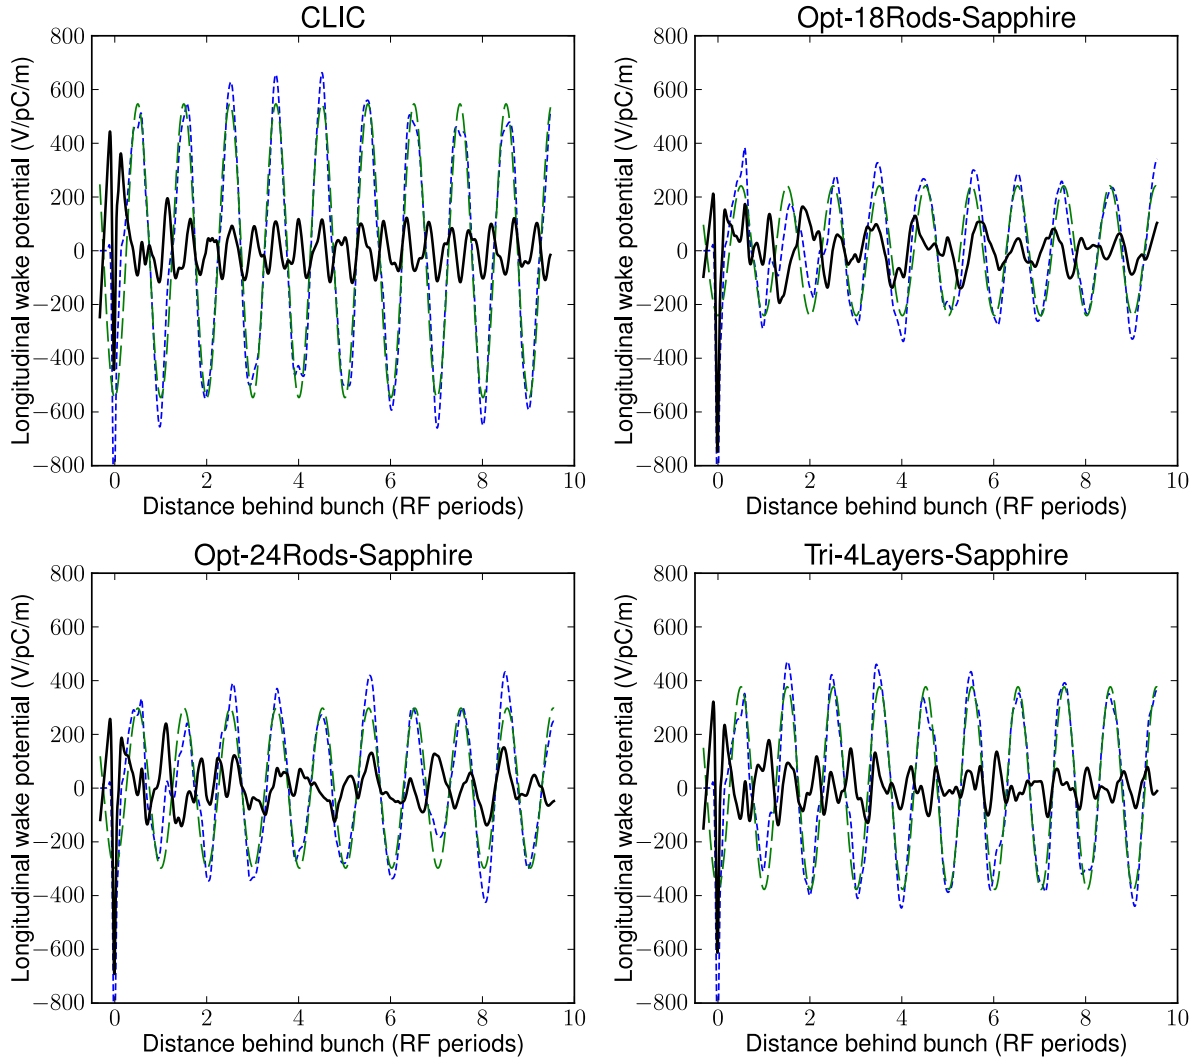 CLIC
Longitudinal wake potential (V/pC/m)
800
600
400
200
0
−200
−400
−600
−800
0 2 4 6 8 10
Distance behind bunch (RF periods)
Opt-18Rods-Sapphire
Longitudinal wake potential (V/pC/m)
800
600
400
200
0
−200
−400
−600
−800
0 2 4 6 8 10
Distance behind bunch (RF periods)
Opt-24Rods-Sapphire
Longitudinal wake potential (V/pC/m)
800
600
400
200
0
−200
−400
−600
−800
0 2 4 6 8 10
Distance behind bunch (RF periods)
Tri-4Layers-Sapphire
Longitudinal wake potential (V/pC/m)
800
600
400
200
0
−200
−400
−600
−800
0 2 4 6 8 10
Distance behind bunch (RF periods)